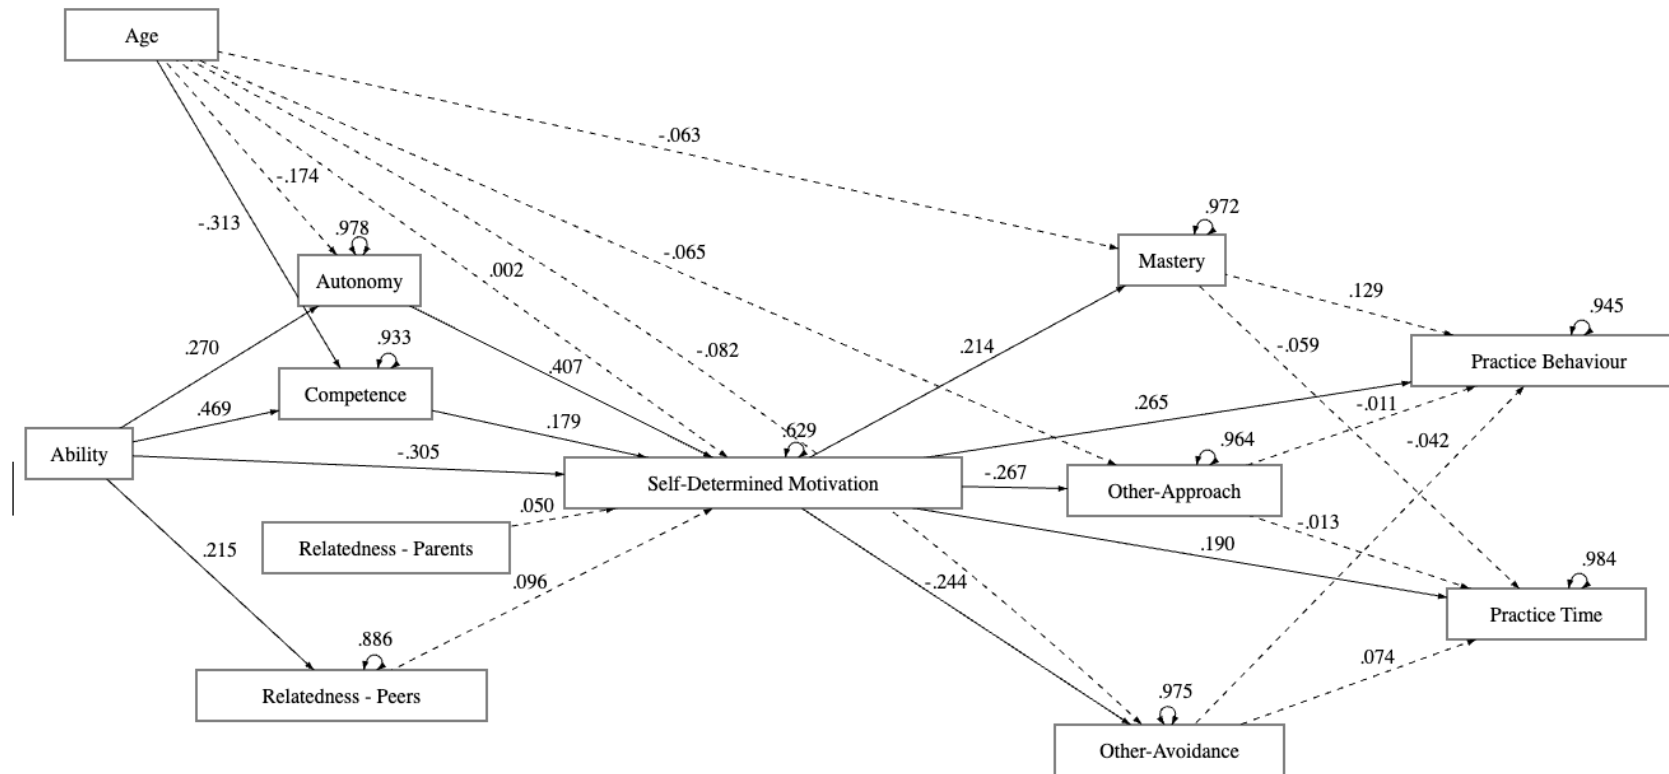 Age
-.063
-.174
-.313
.978
.972
Autonomy
.002
-.065
Mastery
.129
.945
.270
.933
-.082
.214
-.059
Practice Behaviour
Competence
.407
.469
.179
.265
-.011
Ability
-.305
.629
.964
-.042
Self-Determined Motivation
-.267
Other-Approach
.050
-.013
Relatedness - Parents
.190
.215
.096
-.244
.984
Practice Time
.886
.074
Relatedness - Peers
.975
Other-Avoidance